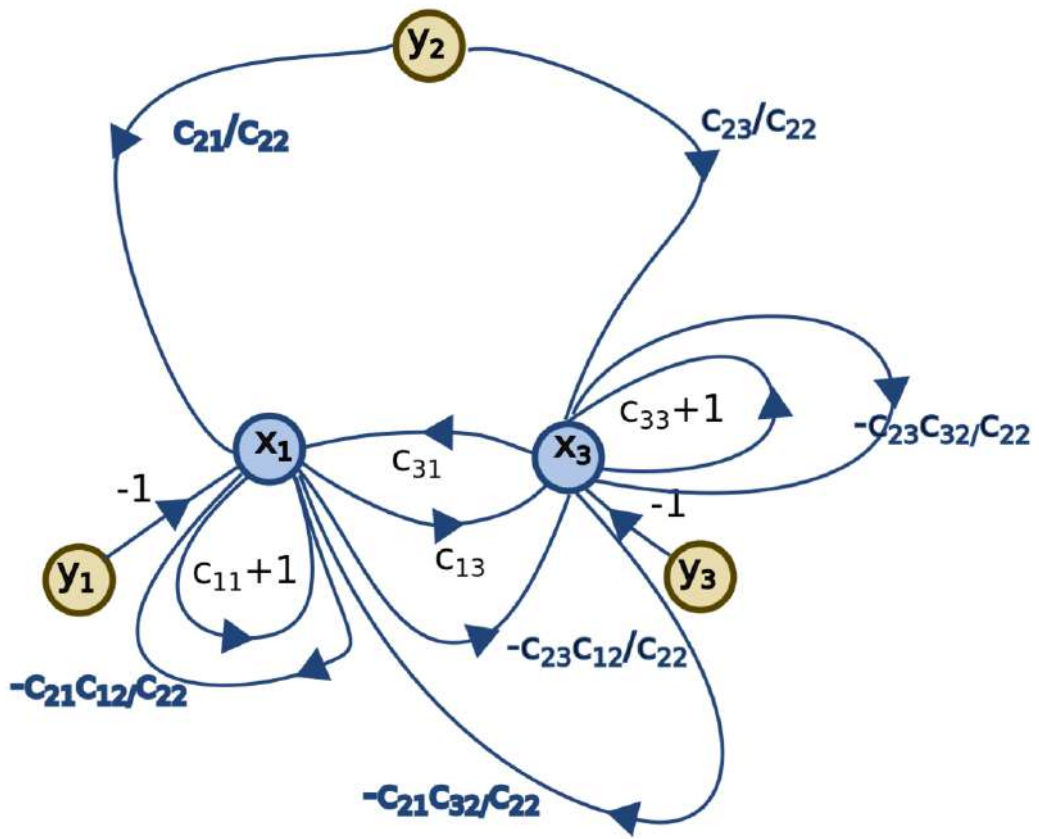 y₂
c₂₁/c₂₂
c₂₃/c₂₂
c₃₃+1
-c₂₃c₃₂/c₂₂
x₁
x₃
c₃₁
-1
-1
c₁₃
y₁
c₁₁+1
y₃
-c₂₃c₁₂/c₂₂
-c₂₁c₁₂/c₂₂
-c₂₁c₃₂/c₂₂